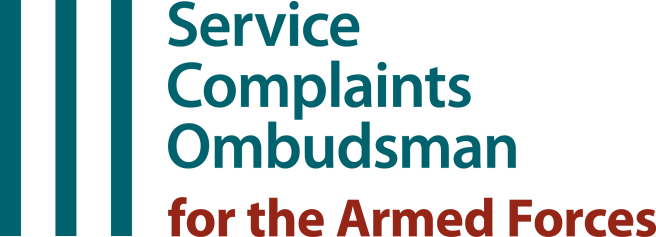 Service
Complaints
Ombudsman
for the Armed Forces